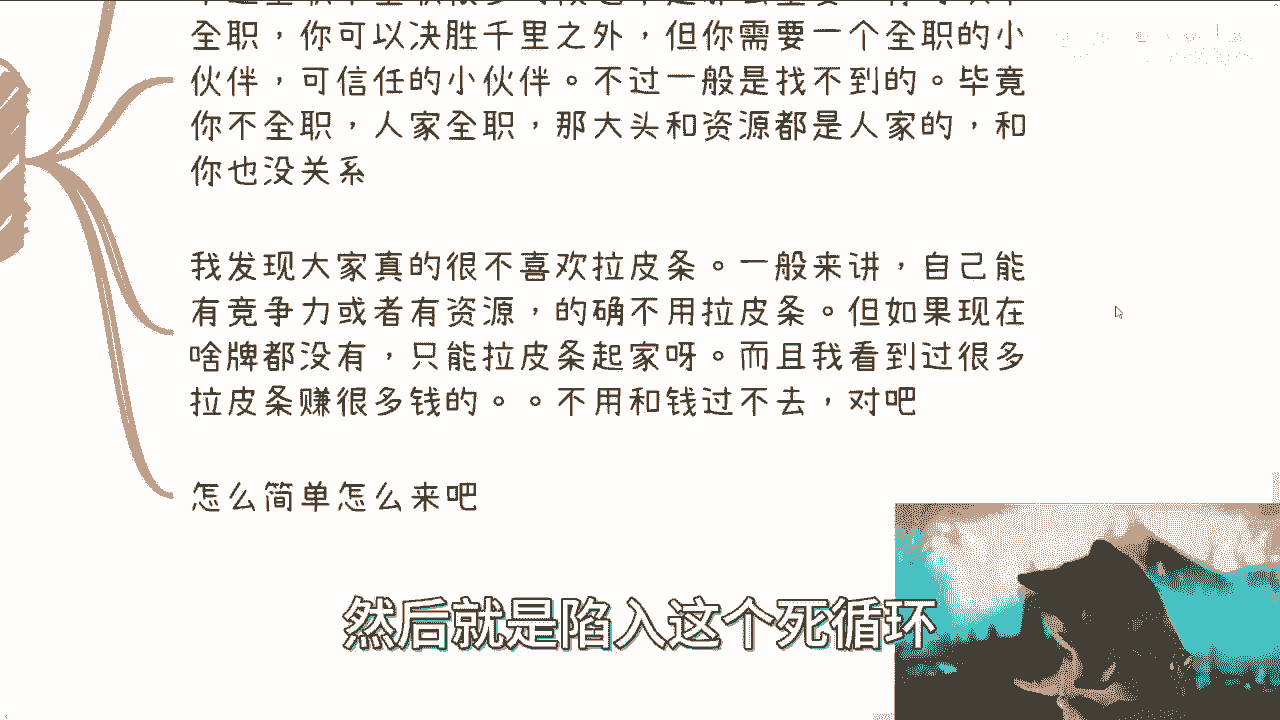 全职，你可以决胜千里之外，但你需要一个全职的小
伙伴，可信任的小伙伴。不过一般是找不到的。毕竟
你不全职，人家全职，那大头和资源都是人家的，和
你也没关系
我发现大家真的很不喜欢拉皮条。一般来讲，自己能
有竞争力或者有资源，的确不用拉皮条。但如果现在
啥牌都没有，只能拉皮条起家呀。而且我看到过很多
拉皮条赚很多钱的。。不用和钱过不去，对吧
怎么简单怎么来吧
然后就是陷入这个死循环